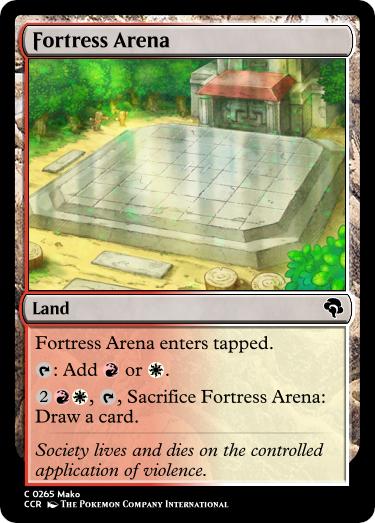 Fortress Arena
Land
Fortress Arena enters tapped.
: Add or .
2 , , Sacrifice Fortress Arena:
Draw a card.
Society lives and dies on the controlled
application of violence.
C 0265 Mako
CCR The Pokemon Company International